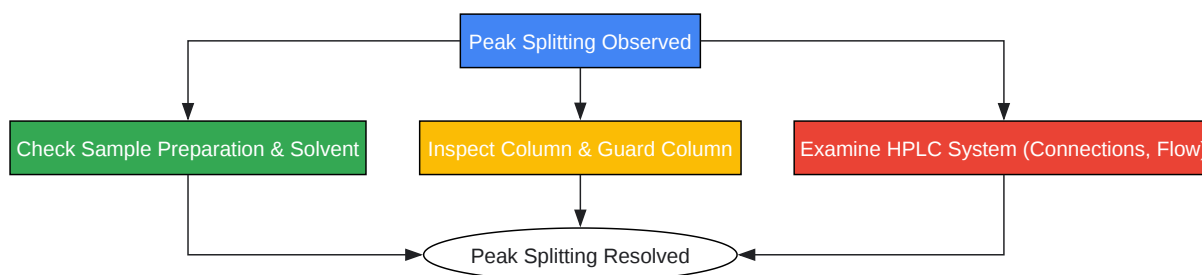 Peak Splitting Observed
Check Sample Preparation & Solvent
Inspect Column & Guard Column
Examine HPLC System (Connections, Flow)
Peak Splitting Resolved